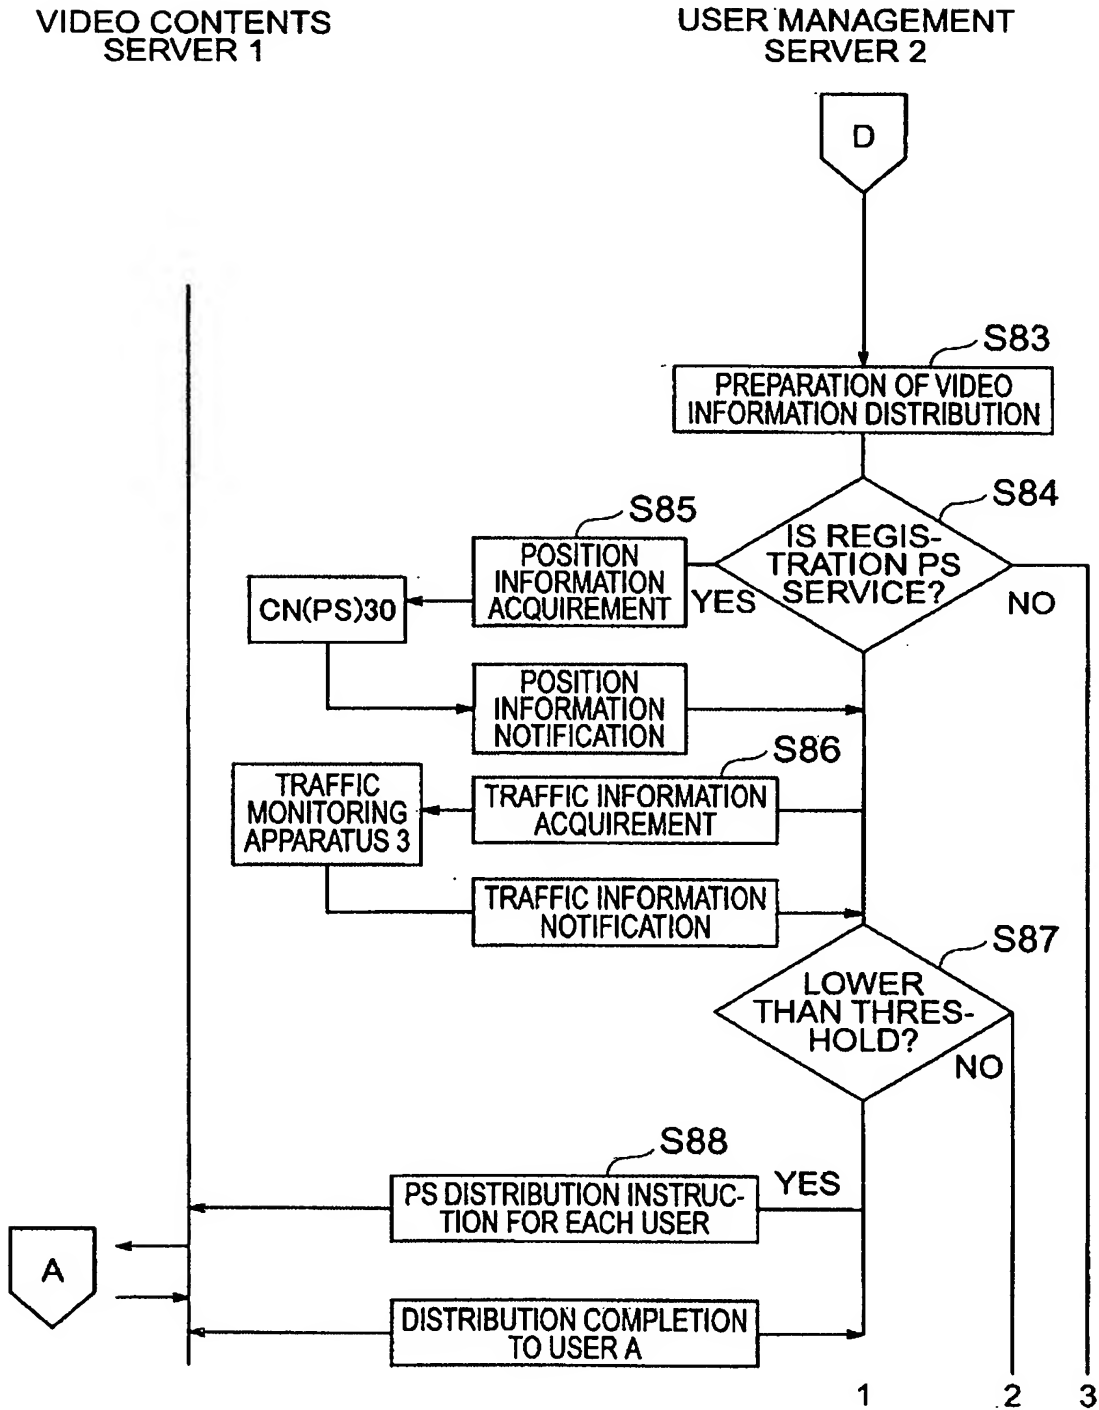 VIDEO CONTENTS
SERVER 1
USER MANAGEMENT
SERVER 2
D
S83
PREPARATION OF VIDEO
INFORMATION DISTRIBUTION
S84
IS REGIS-
TRATION PS
SERVICE?
YES
NO
S85
POSITION
INFORMATION
ACQUIREMENT
CN(PS)30
POSITION
INFORMATION
NOTIFICATION
S86
TRAFFIC INFORMATION
ACQUIREMENT
TRAFFIC
MONITORING
APPARATUS 3
TRAFFIC INFORMATION
NOTIFICATION
S87
LOWER
THAN THRES-
HOLD?
NO
YES
S88
PS DISTRIBUTION INSTRUC-
TION FOR EACH USER
A
DISTRIBUTION COMPLETION
TO USER A
1
2
3